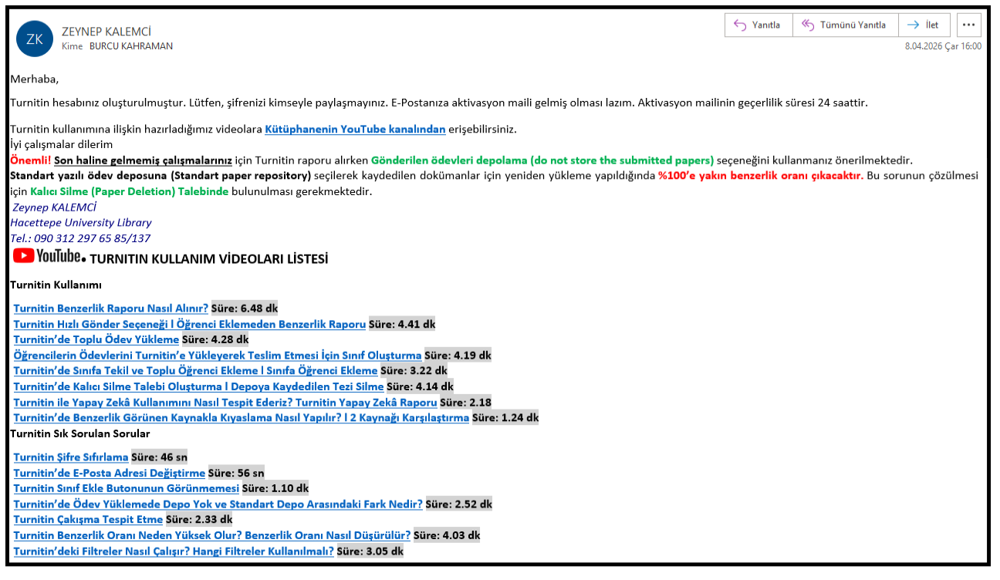 ZK
ZEYNEP KALEMCİ
Kime BURCU KAHRAMAN
Yanıtla
Tümünü Yanıtla
İlet
8.04.2026 Çar 16:00
Merhaba,
Turnitin hesabınız oluşturulmuştur. Lütfen, şifrenizi kimseyle paylaşmayınız. E-Postanıza aktivasyon maili gelmiş olması lazım. Aktivasyon mailinin geçerlilik süresi 24 saattir.
Turnitin kullanımına ilişkin hazırladığımız videolara Kütüphanenin YouTube kanalından erişebilirsiniz.
İyi çalışmalar dilerim
Önemli! Son haline gelmemiş çalışmalarınız için Turnitin raporu alırken Gönderilen ödevleri depolama (do not store the submitted papers) seçeneğini kullanmanız önerilmektedir.
Standart yazılı ödev deposuna (Standart paper repository) seçilerek kaydedilen dokümanlar için yeniden yükleme yapıldığında %100’e yakın benzerlik oranı çıkacaktır. Bu sorunun çözülmesi
için Kalıcı Silme (Paper Deletion) Talebinde bulunulması gerekmektedir.
Zeynep KALEMCİ
Hacettepe University Library
Tel.: 090 312 297 65 85/137
YouTube • TURNITIN KULLANIM VİDEOLARI LİSTESİ
Turnitin Kullanımı
Turnitin Benzerlik Raporu Nasıl Alınır? Süre: 6.48 dk
Turnitin Hızlı Gönder Seçeneği l Öğrenci Eklemeden Benzerlik Raporu Süre: 4.41 dk
Turnitin’de Toplu Ödev Yükleme Süre: 4.28 dk
Öğrencilerin Ödevlerini Turnitin’e Yükleyerek Teslim Etmesi İçin Sınıf Oluşturma Süre: 4.19 dk
Turnitin’de Sınıfa Tekil ve Toplu Öğrenci Ekleme l Sınıfa Öğrenci Ekleme Süre: 3.22 dk
Turnitin’de Kalıcı Silme Talebi Oluşturma l Depoya Kaydedilen Tezi Silme Süre: 4.14 dk
Turnitin ile Yapay Zekâ Kullanımını Nasıl Tespit Ederiz? Turnitin Yapay Zekâ Raporu Süre: 2.18
Turnitin’de Benzerlik Görünen Kaynakla Kıyaslama Nasıl Yapılır? l 2 Kaynağı Karşılaştırma Süre: 1.24 dk
Turnitin Sık Sorulan Sorular
Turnitin Şifre Sıfırlama Süre: 46 sn
Turnitin’de E-Posta Adresi Değiştirme Süre: 56 sn
Turnitin Sınıf Ekle Butonunun Görünmemesi Süre: 1.10 dk
Turnitin’de Ödev Yüklemede Depo Yok ve Standart Depo Arasındaki Fark Nedir? Süre: 2.52 dk
Turnitin Çakışma Tespit Etme Süre: 2.33 dk
Turnitin Benzerlik Oranı Neden Yüksek Olur? Benzerlik Oranı Nasıl Düşürülür? Süre: 4.03 dk
Turnitin’deki Filtreler Nasıl Çalışır? Hangi Filtreler Kullanılmalı? Süre: 3.05 dk